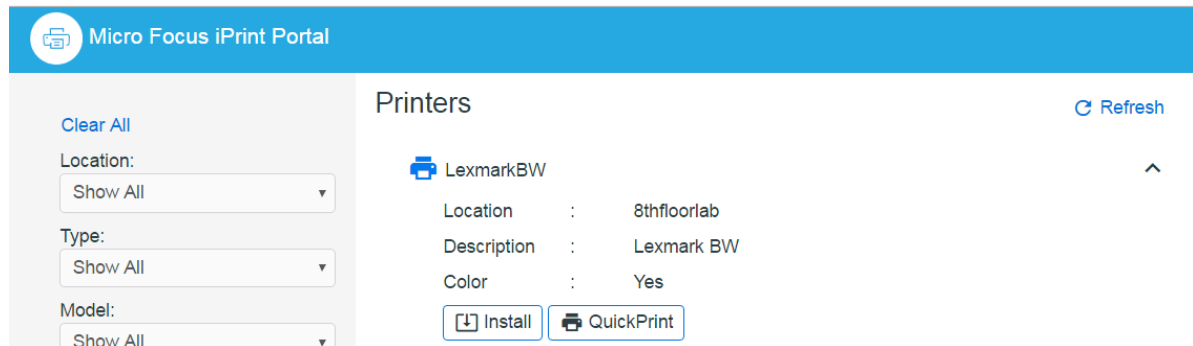 Micro Focus iPrint Portal
Clear All
Location:
Show All
Type:
Show All
Model:
Show All
Printers
Refresh
LexmarkBW
Location : 8thfloorlab
Description : Lexmark BW
Color : Yes
Install QuickPrint